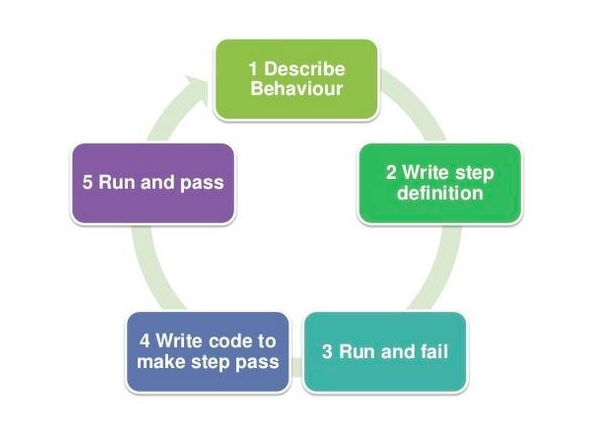 1 Describe
Behaviour
2 Write step
definition
3 Run and fail
4 Write code to
make step pass
5 Run and pass